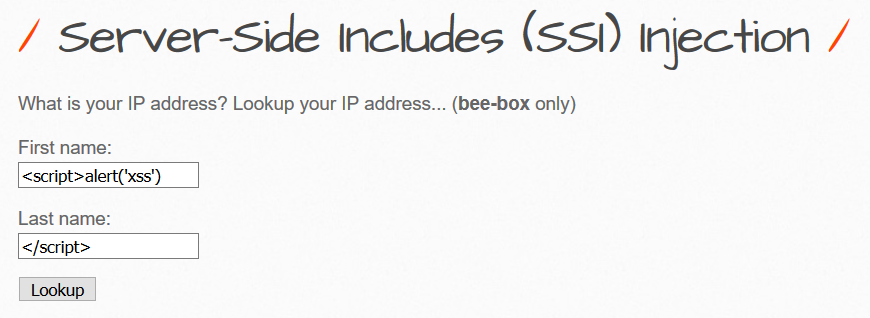 / Server-Side Includes (SSI) Injection /
What is your IP address? Lookup your IP address... (bee-box only)
First name:
<script>alert('xss')
Last name:
</script>
Lookup